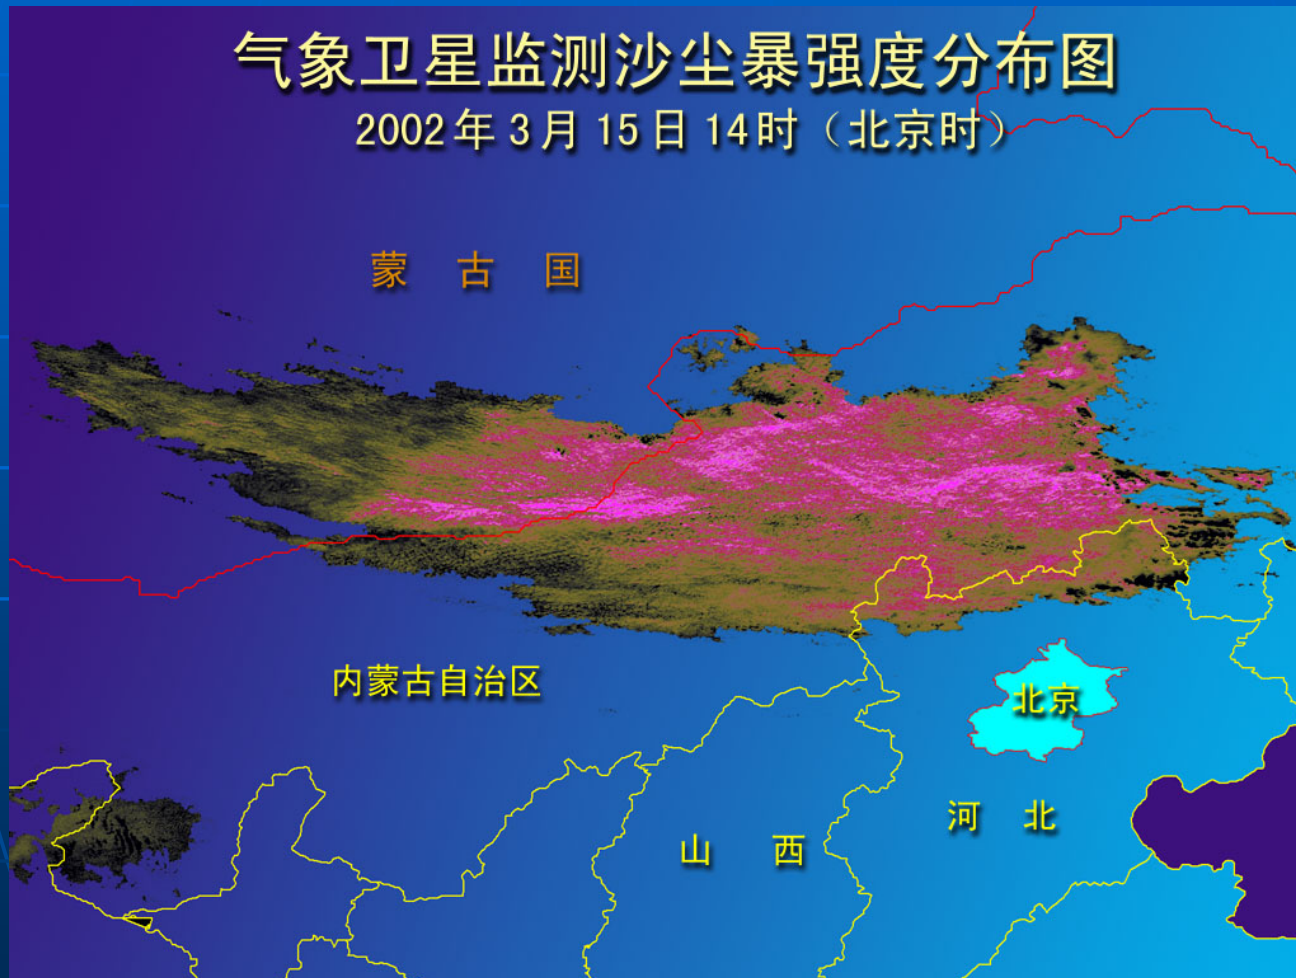 气象卫星监测沙尘暴强度分布图
2002年3月15日14时（北京时）
蒙古国
内蒙古自治区
北京
河北
山西